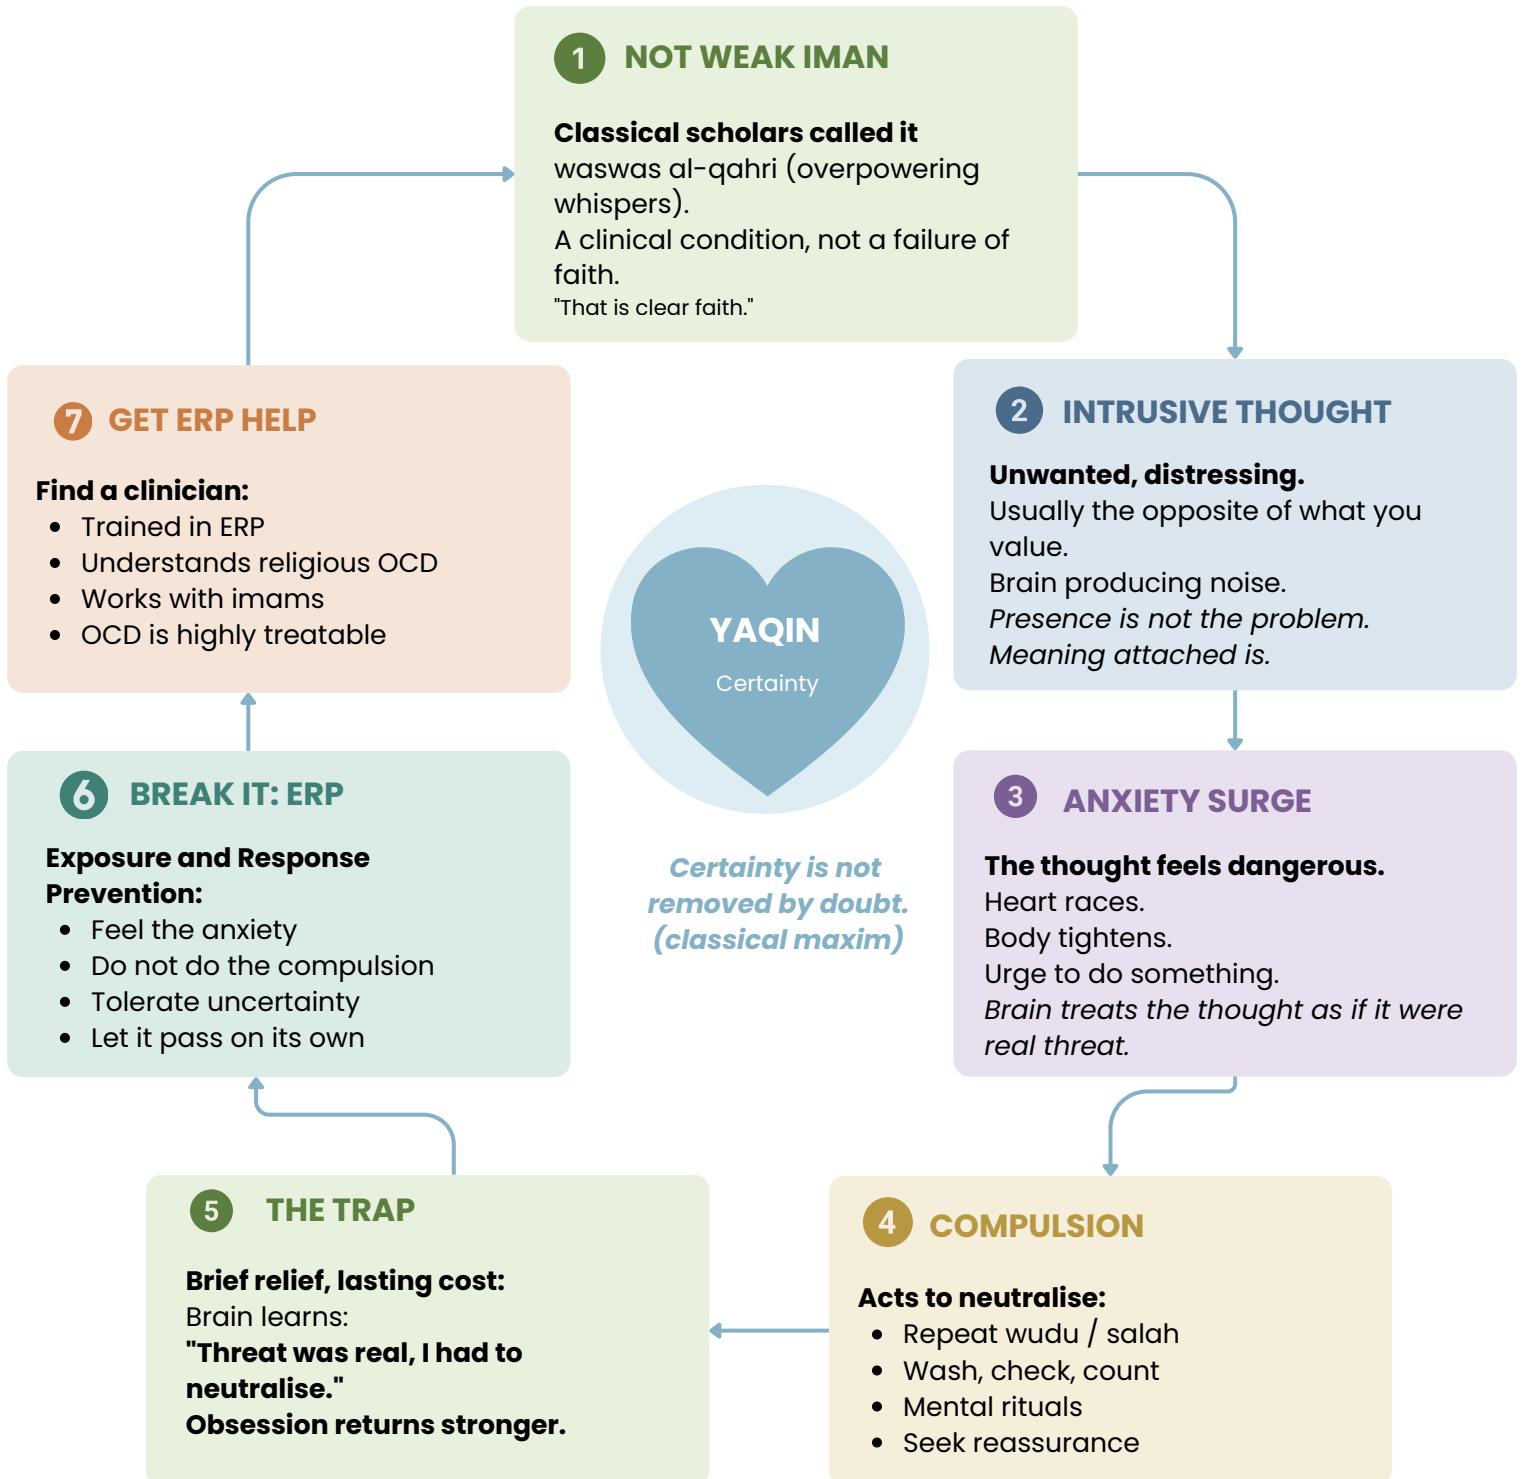 1 NOT WEAK IMAN
Classical scholars called it
waswas al-qahri (overpowering
whispers).
A clinical condition, not a failure of
faith.
"That is clear faith."
2 INTRUSIVE THOUGHT
Unwanted, distressing.
Usually the opposite of what you
value.
Brain producing noise.
Presence is not the problem.
Meaning attached is.
3 ANXIETY SURGE
The thought feels dangerous.
Heart races.
Body tightens.
Urge to do something.
Brain treats the thought as if it were
real threat.
4 COMPULSION
Acts to neutralise:
• Repeat wudu / salah
• Wash, check, count
• Mental rituals
• Seek reassurance
5 THE TRAP
Brief relief, lasting cost:
Brain learns:
"Threat was real, I had to
neutralise."
Obsession returns stronger.
6 BREAK IT: ERP
Exposure and Response
Prevention:
• Feel the anxiety
• Do not do the compulsion
• Tolerate uncertainty
• Let it pass on its own
7 GET ERP HELP
Find a clinician:
• Trained in ERP
• Understands religious OCD
• Works with imams
• OCD is highly treatable
YAQIN
Certainty
Certainty is not
removed by doubt.
(classical maxim)